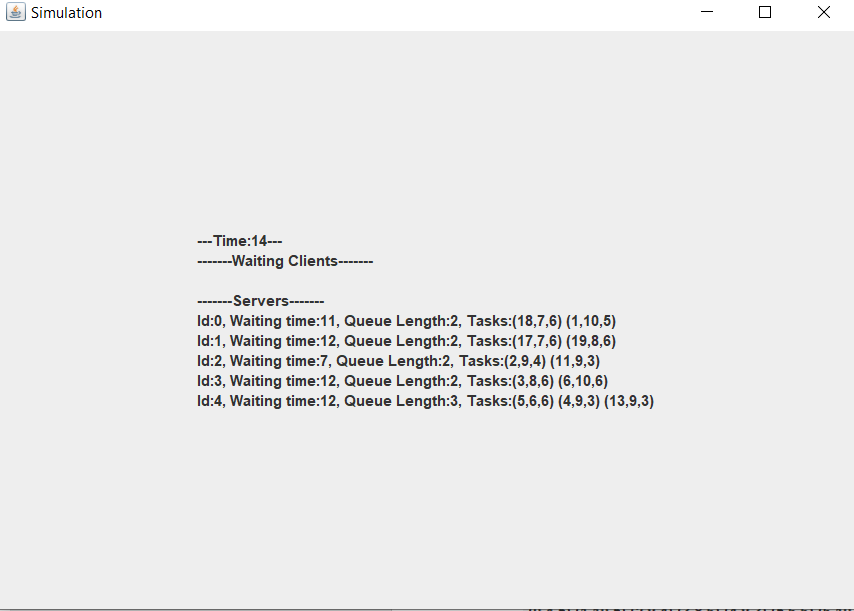 Simulation
---Time:14---
-------Waiting Clients-------
-------Servers-------
Id:0, Waiting time:11, Queue Length:2, Tasks:(18,7,6) (1,10,5)
Id:1, Waiting time:12, Queue Length:2, Tasks:(17,7,6) (19,8,6)
Id:2, Waiting time:7, Queue Length:2, Tasks:(2,9,4) (11,9,3)
Id:3, Waiting time:12, Queue Length:2, Tasks:(3,8,6) (6,10,6)
Id:4, Waiting time:12, Queue Length:3, Tasks:(5,6,6) (4,9,3) (13,9,3)